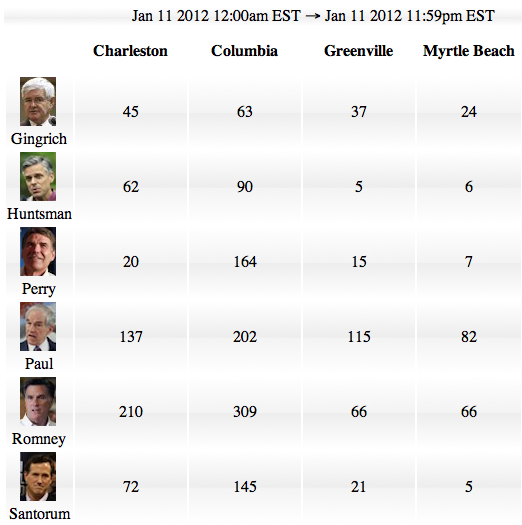 Jan 11 2012 12:00am EST → Jan 11 2012 11:59pm EST
Charleston Columbia Greenville Myrtle Beach
45 63 37 24
Gingrich
62 90 5 6
Huntsman
20 164 15 7
Perry
137 202 115 82
Paul
210 309 66 66
Romney
72 145 21 5
Santorum